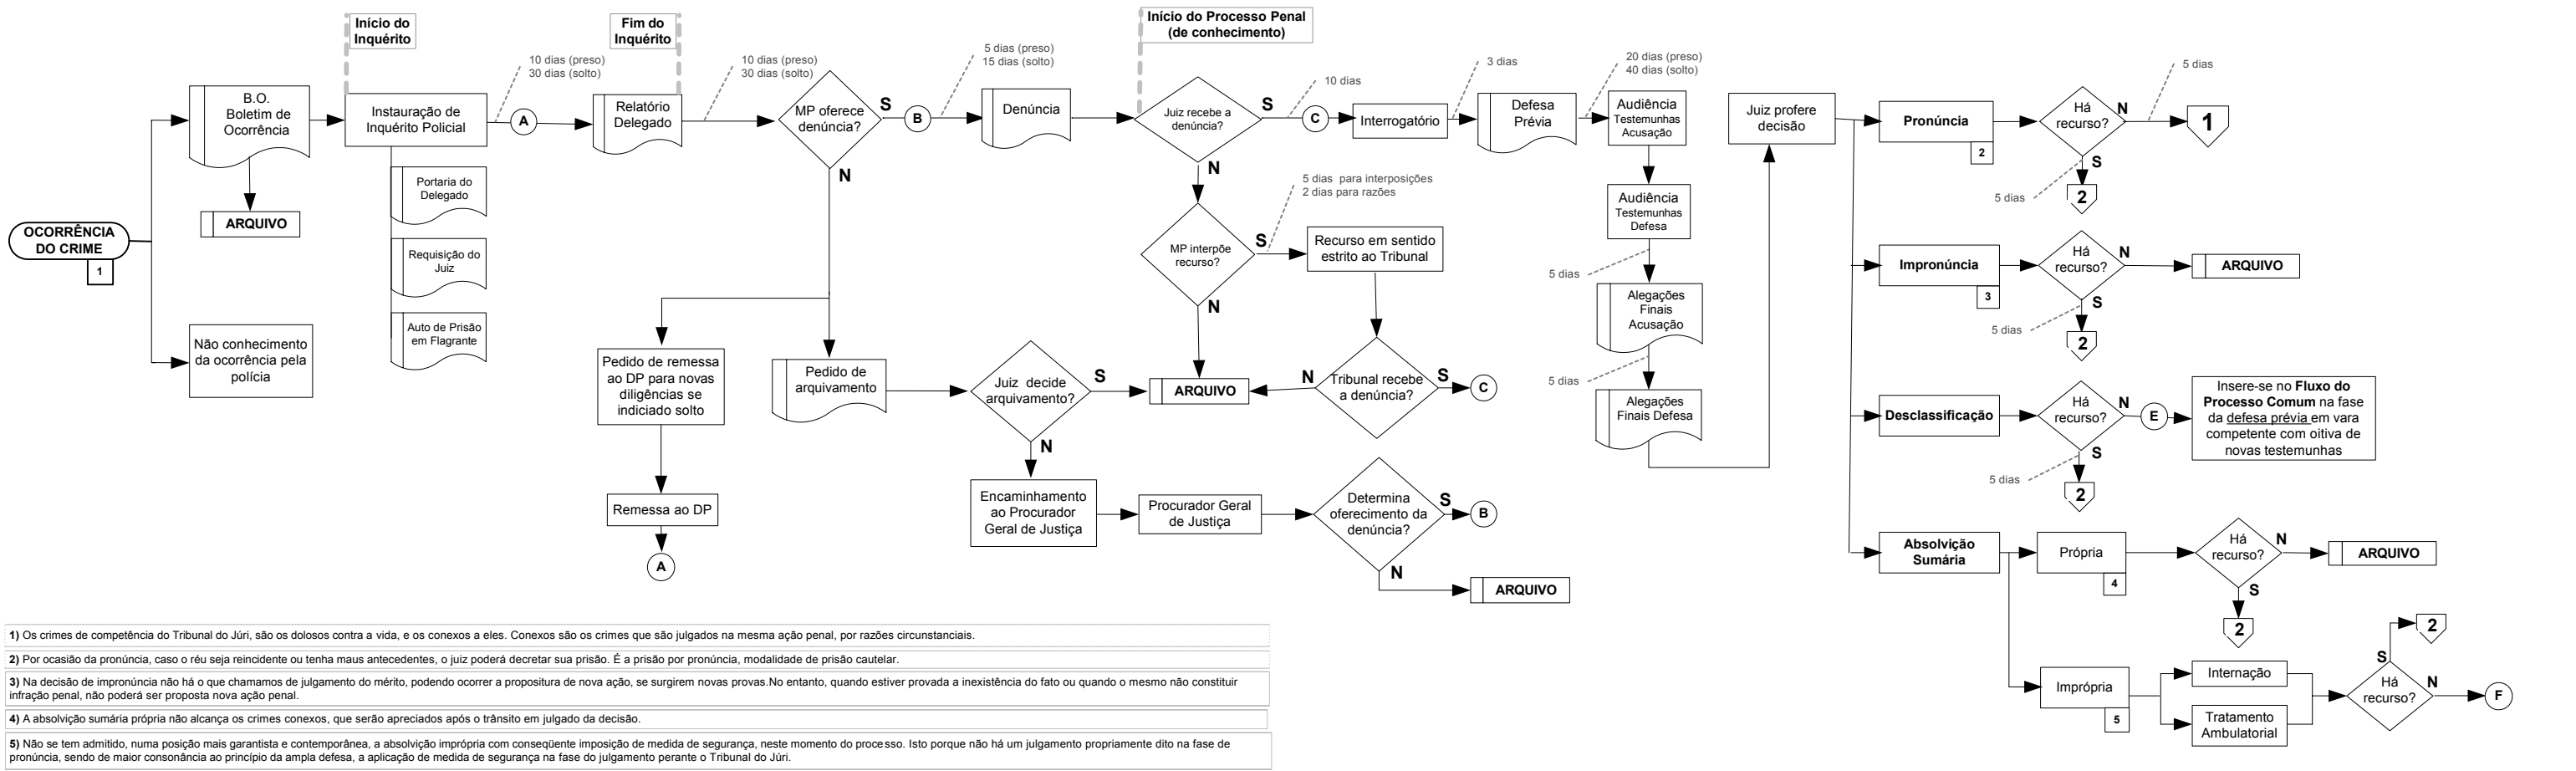 Início do
Inquérito
Fim do
Inquérito
Início do Processo Penal
(de conhecimento)
10 dias (preso)
30 dias (solto)
10 dias (preso)
30 dias (solto)
5 dias (preso)
15 dias (solto)
10 dias
3 dias
20 dias (preso)
40 dias (solto)
5 dias
OCORRÊNCIA
DO CRIME
1
B.O.
Boletim de
Ocorrência
ARQUIVO
Não conhecimento
da ocorrência pela
polícia
Instauração de
Inquérito Policial
Portaria do
Delegado
Requisição do
Juiz
Auto de Prisão
em Flagrante
A
Relatório
Delegado
MP oferece
denúncia?
S
N
B
Denúncia
Juiz recebe a
denúncia?
S
N
C
Interrogatório
Defesa
Prévia
Audiência
Testemunhas
Acusação
Audiência
Testemunhas
Defesa
5 dias
Alegações
Finais
Acusação
5 dias
Alegações
Finais Defesa
5 dias para interposições
2 dias para razões
MP interpõe
recurso?
S
N
Recurso em sentido
estrito ao Tribunal
Tribunal recebe
a denúncia?
N
S
C
ARQUIVO
Pedido de remessa
ao DP para novas
diligências se
indiciado solto
Remessa ao DP
A
Pedido de
arquivamento
Juiz decide
arquivamento?
S
N
Encaminhamento
ao Procurador
Geral de Justiça
Procurador Geral
de Justiça
Determina
oferecimento da
denúncia?
S
B
N
ARQUIVO
Juiz profere
decisão
Pronúncia
2
Há
recurso?
N
1
S
5 dias
2
Impronúncia
3
Há
recurso?
N
ARQUIVO
S
5 dias
2
Desclassificação
Há
recurso?
N
E
Insere-se no Fluxo do
Processo Comum na fase
da defesa prévia em vara
competente com oitiva de
novas testemunhas
S
5 dias
2
Absolvição
Sumária
Própria
4
Há
recurso?
N
ARQUIVO
S
2
Imprópria
5
Internação
Tratamento
Ambulatorial
Há
recurso?
S
2
N
F
1) Os crimes de competência do Tribunal do Júri, são os dolosos contra a vida, e os conexos a eles. Conexos são os crimes que são julgados na mesma ação penal, por razões circunstanciais.
2) Por ocasião da pronúncia, caso o réu seja reincidente ou tenha maus antecedentes, o juiz poderá decretar sua prisão. É a prisão por pronúncia, modalidade de prisão cautelar.
3) Na decisão de impronúncia não há o que chamamos de julgamento do mérito, podendo ocorrer a propositura de nova ação, se surgirem novas provas.No entanto, quando estiver provada a inexistência do fato ou quando o mesmo não constituir
infração penal, não poderá ser proposta nova ação penal.
4) A absolvição sumária própria não alcança os crimes conexos, que serão apreciados após o trânsito em julgado da decisão.
5) Não se tem admitido, numa posição mais garantista e contemporânea, a absolvição imprópria com conseqüente imposição de medida de segurança, neste momento do processo. Isto porque não há um julgamento propriamente dito na fase de
pronúncia, sendo de maior consonância ao princípio da ampla defesa, a aplicação de medida de segurança na fase do julgamento perante o Tribunal do Júri.